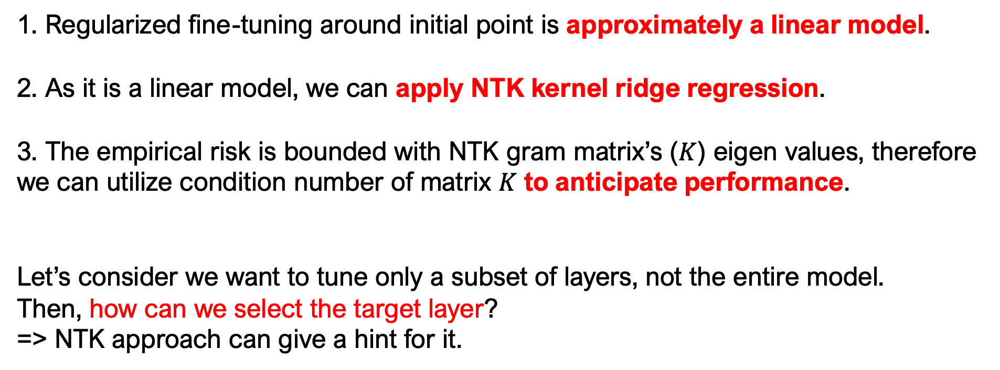 1. Regularized fine-tuning around initial point is approximately a linear model.
2. As it is a linear model, we can apply NTK kernel ridge regression.
3. The empirical risk is bounded with NTK gram matrix’s (𝐾) eigen values, therefore
we can utilize condition number of matrix 𝐾 to anticipate performance.
Let’s consider we want to tune only a subset of layers, not the entire model.
Then, how can we select the target layer?
=> NTK approach can give a hint for it.